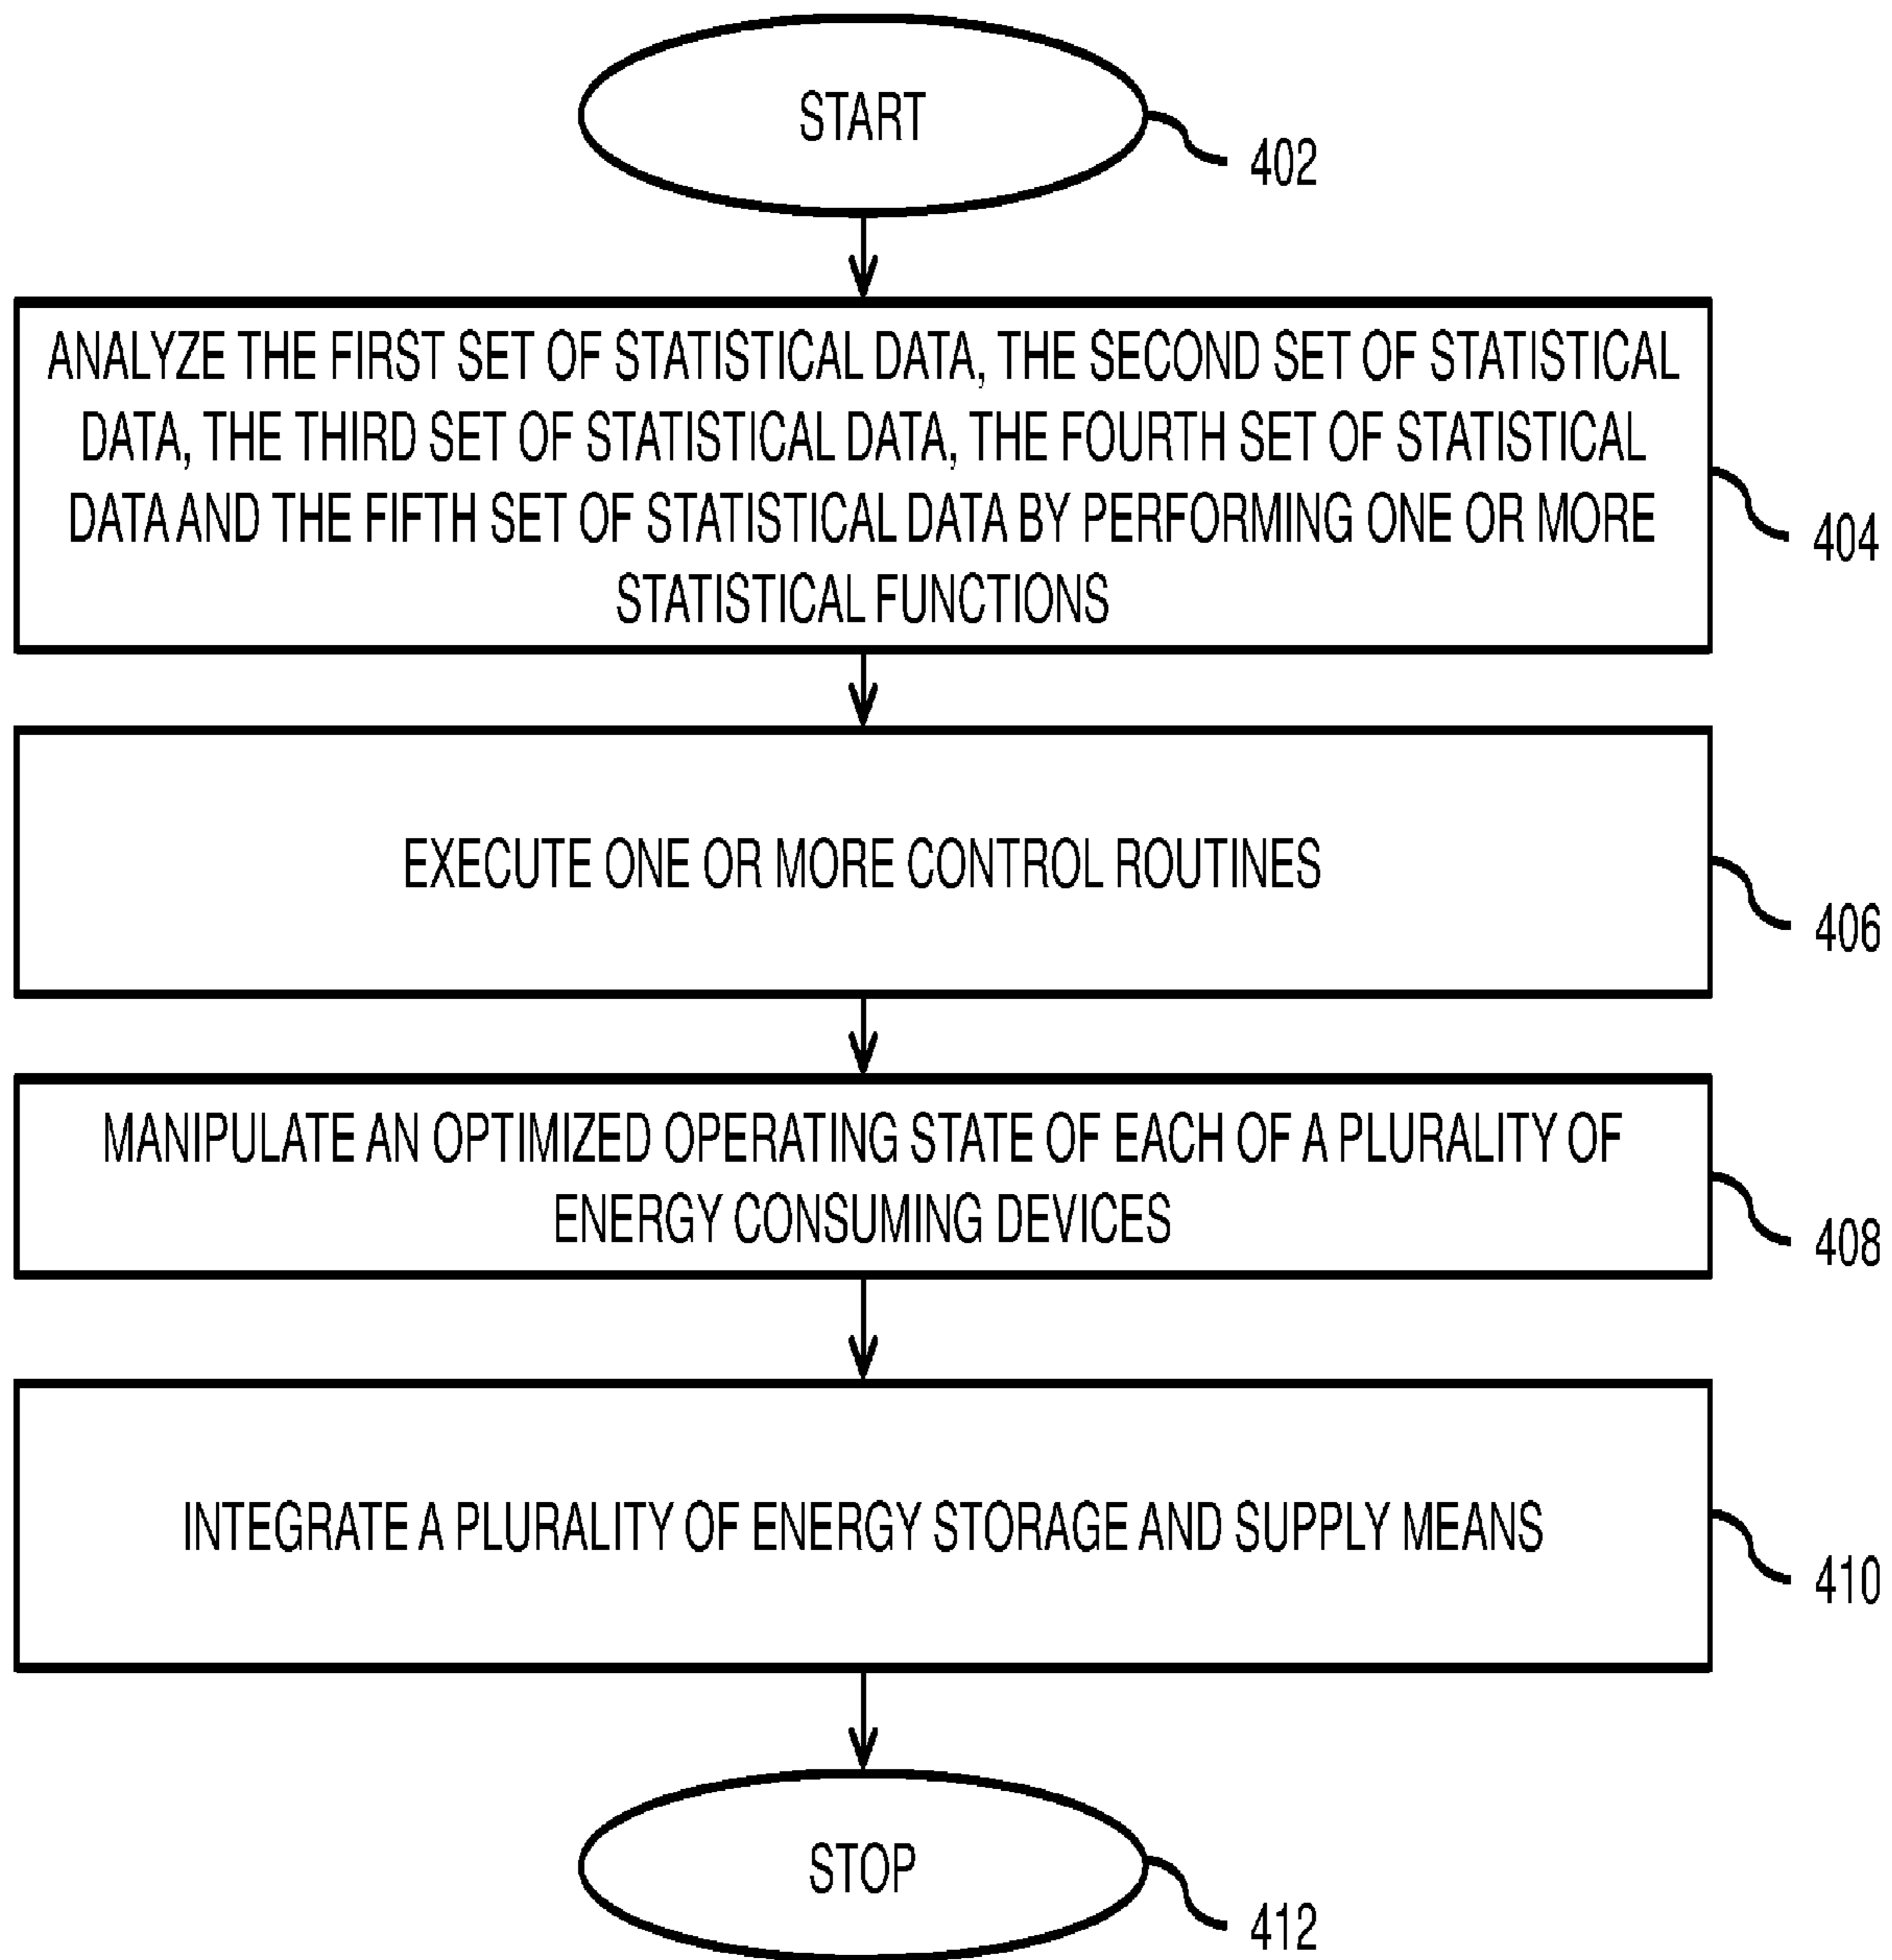 START
402
ANALYZE THE FIRST SET OF STATISTICAL DATA, THE SECOND SET OF STATISTICAL
DATA, THE THIRD SET OF STATISTICAL DATA, THE FOURTH SET OF STATISTICAL
DATA AND THE FIFTH SET OF STATISTICAL DATA BY PERFORMING ONE OR MORE
STATISTICAL FUNCTIONS
404
EXECUTE ONE OR MORE CONTROL ROUTINES
406
MANIPULATE AN OPTIMIZED OPERATING STATE OF EACH OF A PLURALITY OF
ENERGY CONSUMING DEVICES
408
INTEGRATE A PLURALITY OF ENERGY STORAGE AND SUPPLY MEANS
410
STOP
412